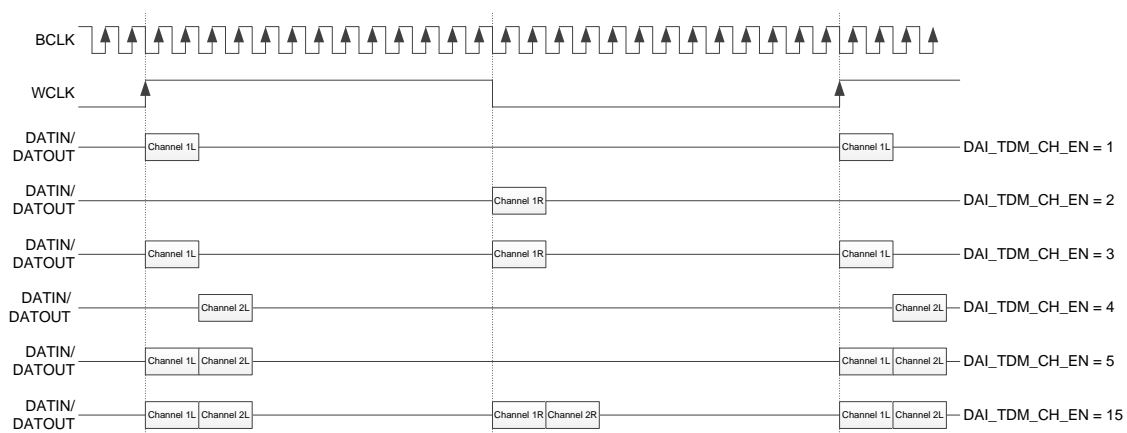 BCLK
WCLK
DATIN/
DATOUT
Channel 1L
Channel 1L
DAI_TDM_CH_EN = 1
DATIN/
DATOUT
Channel 1R
DAI_TDM_CH_EN = 2
DATIN/
DATOUT
Channel 1L
Channel 1R
Channel 1L
DAI_TDM_CH_EN = 3
DATIN/
DATOUT
Channel 2L
Channel 2L
DAI_TDM_CH_EN = 4
DATIN/
DATOUT
Channel 1L
Channel 2L
Channel 1L
Channel 2L
DAI_TDM_CH_EN = 5
DATIN/
DATOUT
Channel 1L
Channel 2L
Channel 1R
Channel 2R
Channel 1L
Channel 2L
DAI_TDM_CH_EN = 15